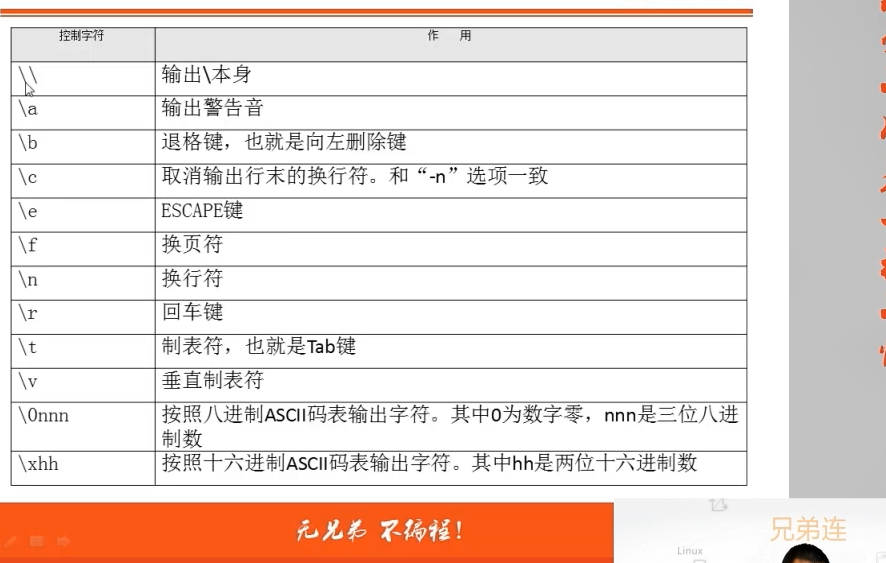 控制字符 作 用
\\ 输出\本身
\a 输出警告音
\b 退格键，也就是向左删除键
\c 取消输出行末的换行符。和“-n”选项一致
\e ESCAPE键
\f 换页符
\n 换行符
\r 回车键
\t 制表符，也就是Tab键
\v 垂直制表符
\0nnn 按照八进制ASCII码表输出字符。其中0为数字零，nnn是三位八进
制数
\xhh 按照十六进制ASCII码表输出字符。其中hh是两位十六进制数
无兄弟 不编程！
兄弟连
Linux